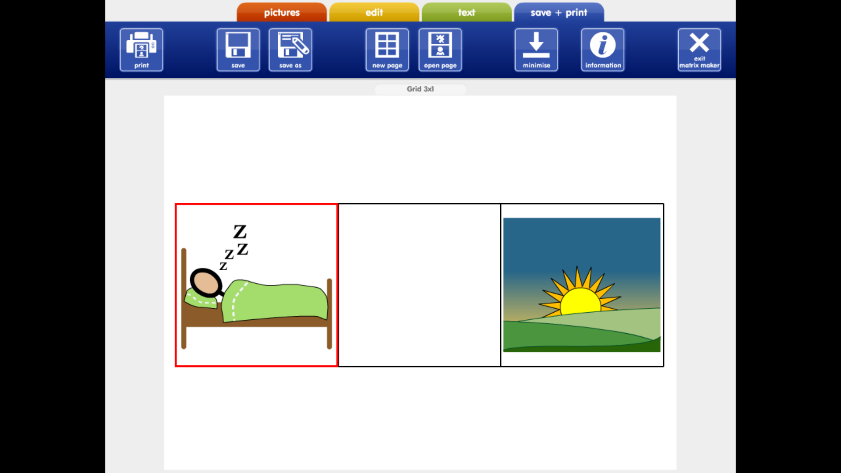 pictures
edit
text
save + print
print
save
save as
new page
open page
minimise
information
exit
matrix maker
Grid 3x1
Z
Z
Z
Z